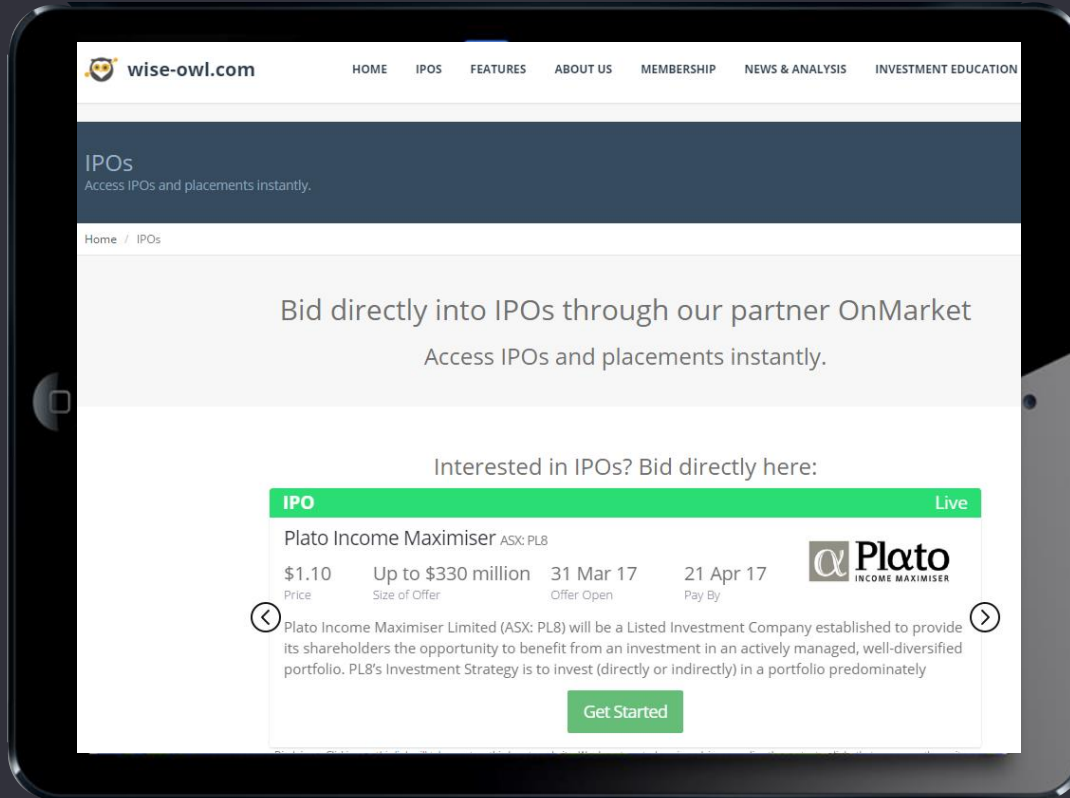 wise-owl.com
HOME IPOS FEATURES ABOUT US MEMBERSHIP NEWS & ANALYSIS INVESTMENT EDUCATION
IPOs
Access IPOs and placements instantly.
Home / IPOs
Bid directly into IPOs through our partner OnMarket
Access IPOs and placements instantly.
Interested in IPOs? Bid directly here:
IPO Live
Plato Income Maximiser ASX: PL8
α Plαto
INCOME MAXIMISER
$1.10 Up to $330 million 31 Mar 17 21 Apr 17
Price Size of Offer Offer Open Pay By
Plato Income Maximiser Limited (ASX: PL8) will be a Listed Investment Company established to provide
its shareholders the opportunity to benefit from an investment in an actively managed, well-diversified
portfolio. PL8's Investment Strategy is to invest (directly or indirectly) in a portfolio predominately
Get Started